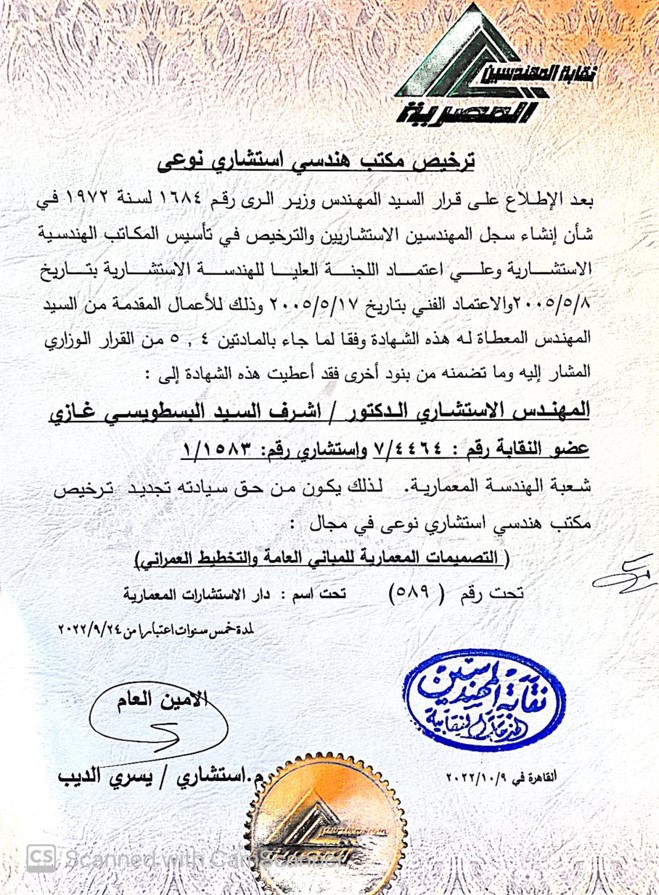 نقابة المهندسين
المصرية
ترخيص مكتب هندسي استشاري نوعى
بعد الإطلاع على قرار السيد المهندس وزير الرى رقم ١٦٨٤ لسنة ١٩٧٢ في
شأن إنشاء سجل المهندسين الاستشاريين والترخيص في تأسيس المكاتب الهندسية
الاستشارية وعلي اعتماد اللجنة العليا للهندسة الاستشارية بتاريخ
٢٠٠٥/٥/٨ والاعتماد الفني بتاريخ ٢٠٠٥/٥/١٧ وذلك للأعمال المقدمة من السيد
المهندس المعطاة له هذه الشهادة وفقا لما جاء بالمادتين ٤ , ٥ من القرار الوزاري
المشار إليه وما تضمنه من بنود أخرى فقد أعطيت هذه الشهادة إلى :
المهندس الاستشاري الدكتور / اشرف السيد البسطويسي غازي
عضو النقابة رقم : ٧/٤٤٦٤ واستشاري رقم: ١/١٥٨٣
شعبة الهندسة المعمارية. لذلك يكون من حق سيادته تجديد ترخيص
مكتب هندسي استشاري نوعى في مجال :
( التصميمات المعمارية للمباني العامة والتخطيط العمراني)
تحت رقم ( ٥٨٩ ) تحت اسم : دار الاستشارات المعمارية
لمدة خمس سنوات اعتبارا من ٢٠٢٢/٩/٢٤
الامين العام
نقابة المهندسين
الخدمات النقابية
م.استشاري / يسري الديب
القاهرة في ٢٠٢٢/١٠/٩
CS Scanned with CamScanner